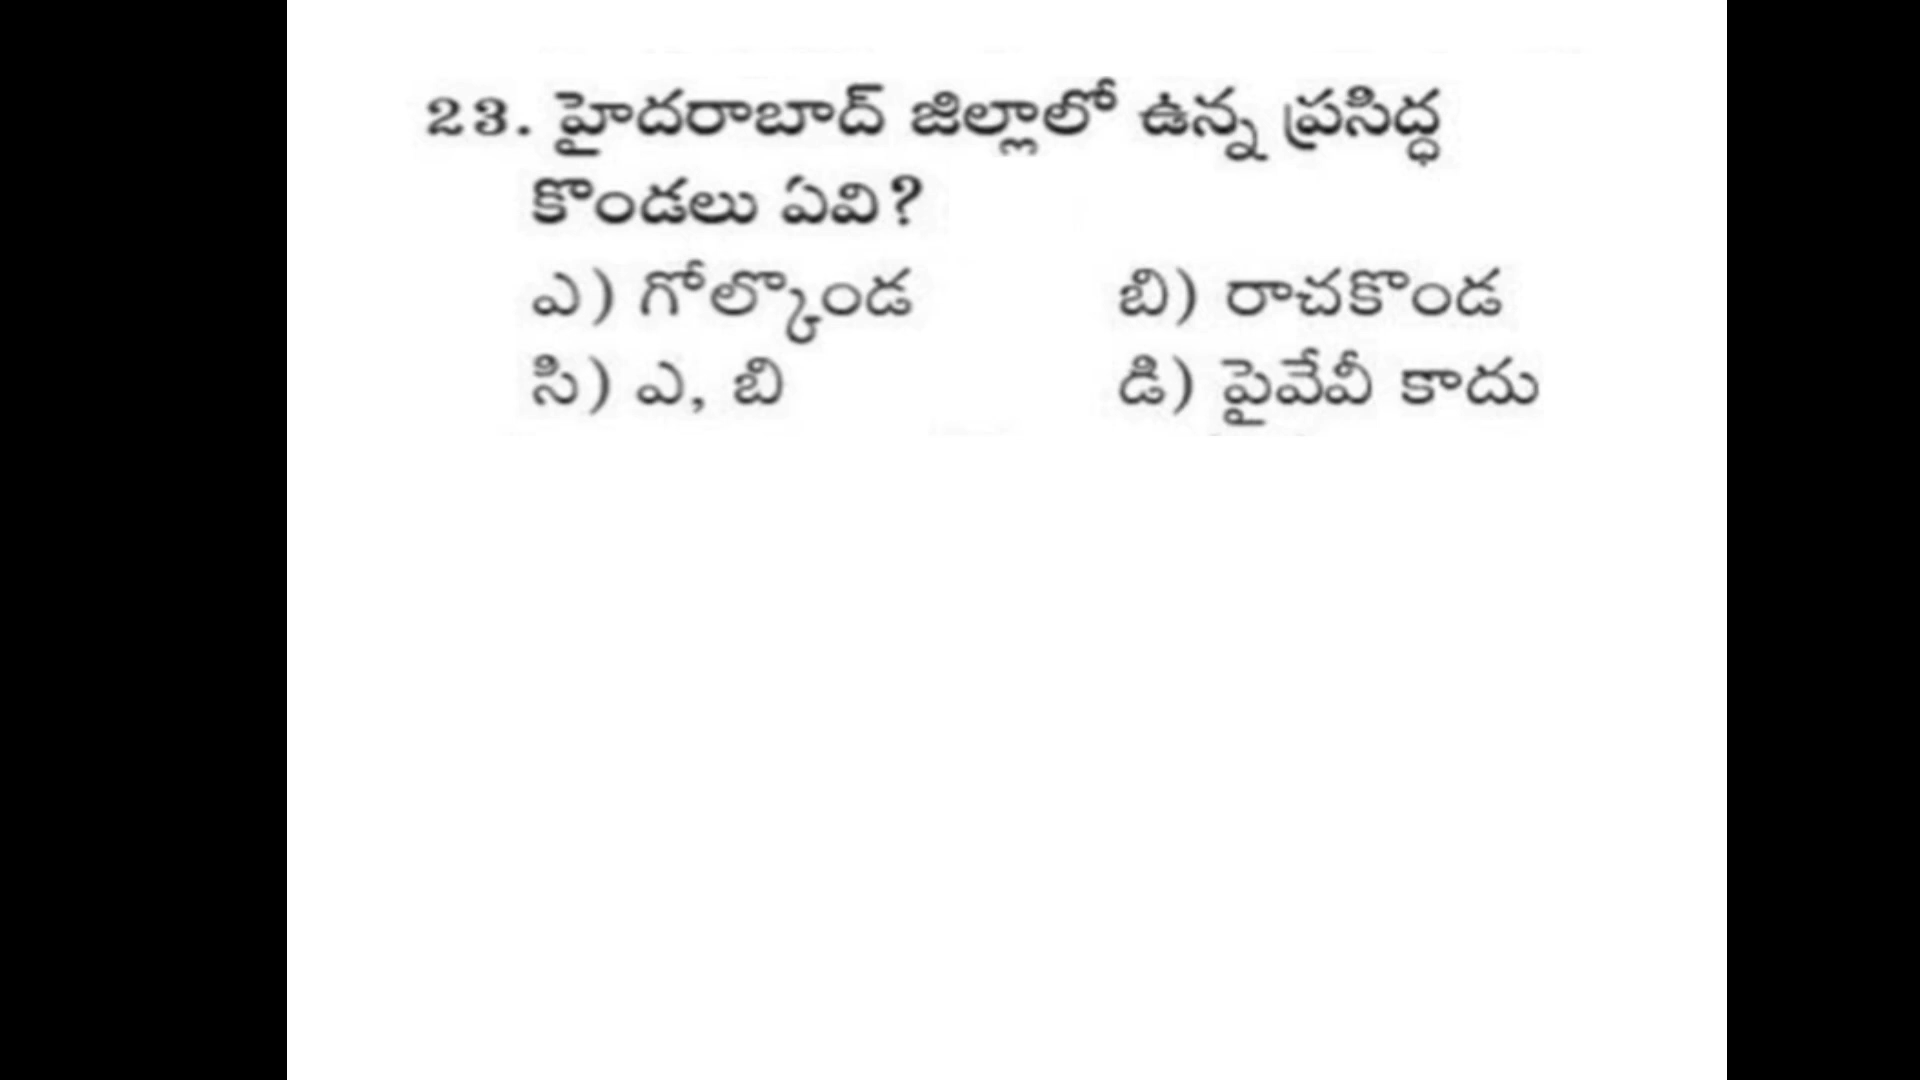 23. హైదరాబాద్ జిల్లాలో ఉన్న ప్రసిద్ధ
కొండలు ఏవి?
ఎ) గోల్కొండ బి) రాచకొండ
సి) ఎ, బి డి) పైవేవీ కాదు